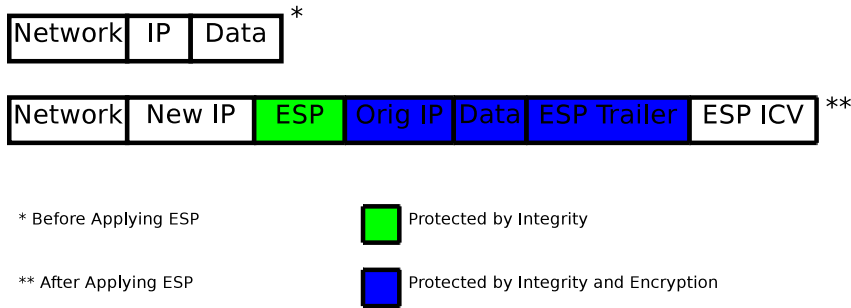 Network IP Data *
Network New IP ESP Orig IP Data ESP Trailer ESP ICV **
* Before Applying ESP Protected by Integrity
** After Applying ESP Protected by Integrity and Encryption